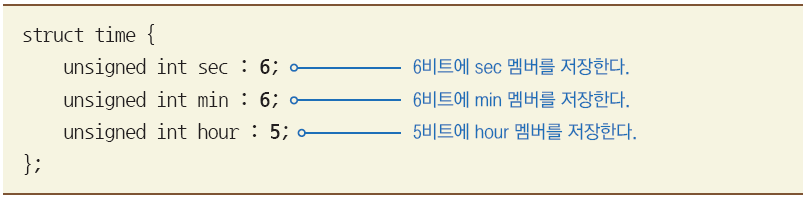 struct time {
unsigned int sec : 6; 6비트에 sec 멤버를 저장한다.
unsigned int min : 6; 6비트에 min 멤버를 저장한다.
unsigned int hour : 5; 5비트에 hour 멤버를 저장한다.
};